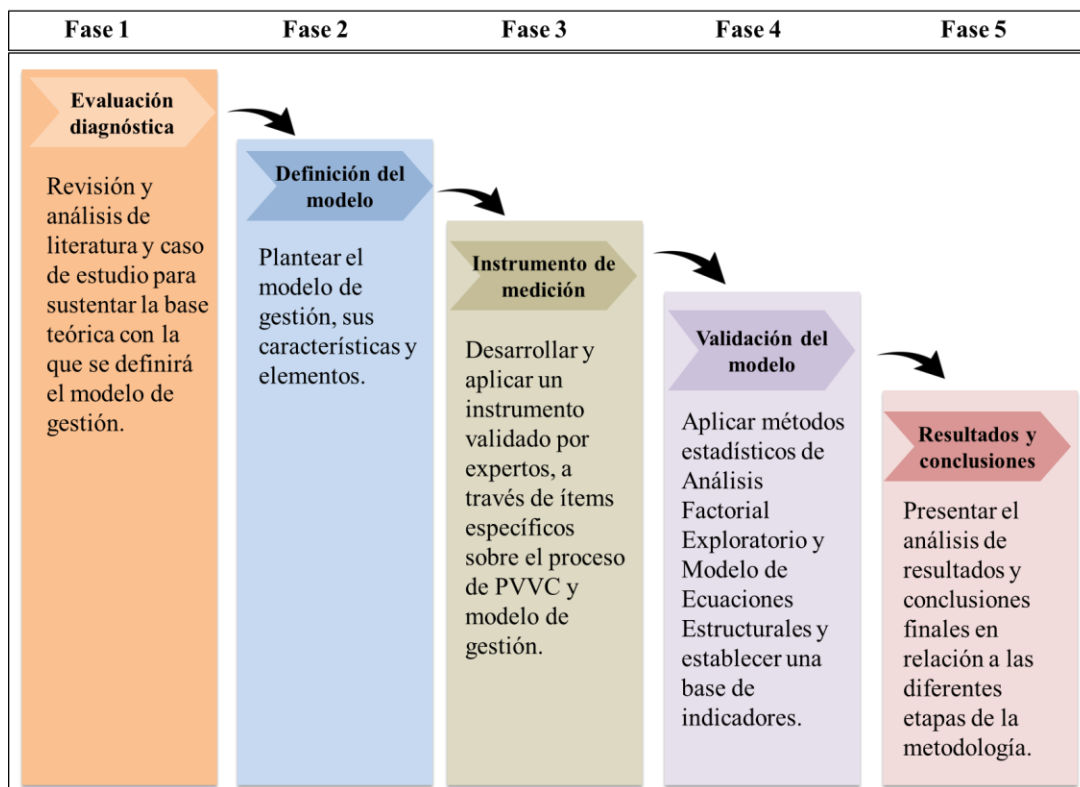 Fase 1
Fase 2
Fase 3
Fase 4
Fase 5
Evaluación
diagnóstica
Revisión y
análisis de
literatura y caso
de estudio para
sustentar la base
teórica con la
que se definirá
el modelo de
gestión.
Definición del
modelo
Plantear el
modelo de
gestión, sus
características y
elementos.
Instrumento de
medición
Desarrollar y
aplicar un
instrumento
validado por
expertos, a
través de ítems
específicos
sobre el proceso
de PVVC y
modelo de
gestión.
Validación del
modelo
Aplicar métodos
estadísticos de
Análisis
Factorial
Exploratorio y
Modelo de
Ecuaciones
Estructurales y
establecer una
base de
indicadores.
Resultados y
conclusiones
Presentar el
análisis de
resultados y
conclusiones
finales en
relación a las
diferentes
etapas de la
metodología.